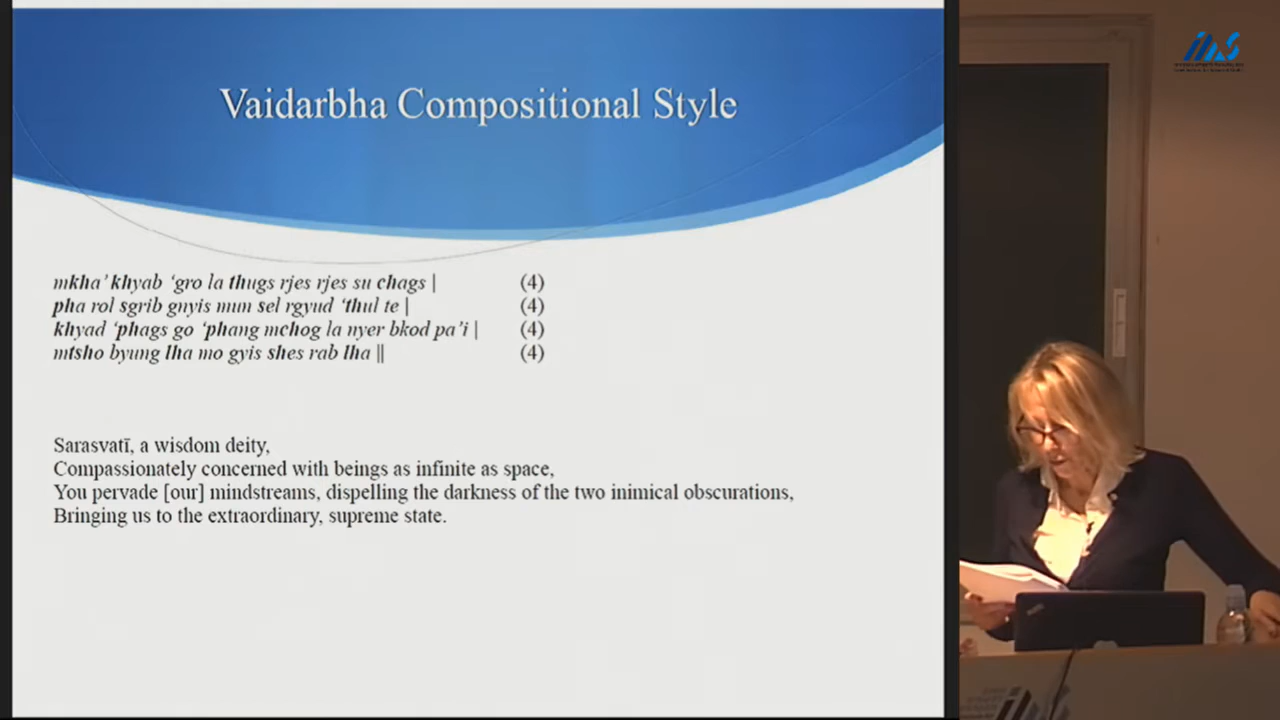 Vaidarbha Compositional Style
mkha’ khyab ‘gro la thugs rjes rjes su chags | (4)
pha rol sgrib gnyis mun sel rgyud ‘thul te | (4)
khyad ‘phags go ‘phang mchog la nyer bkod pa’i | (4)
mtsho byung lha mo gyis shes rab lha || (4)
Sarasvatī, a wisdom deity,
Compassionately concerned with beings as infinite as space,
You pervade [our] mindstreams, dispelling the darkness of the two inimical obscurations,
Bringing us to the extraordinary, supreme state.